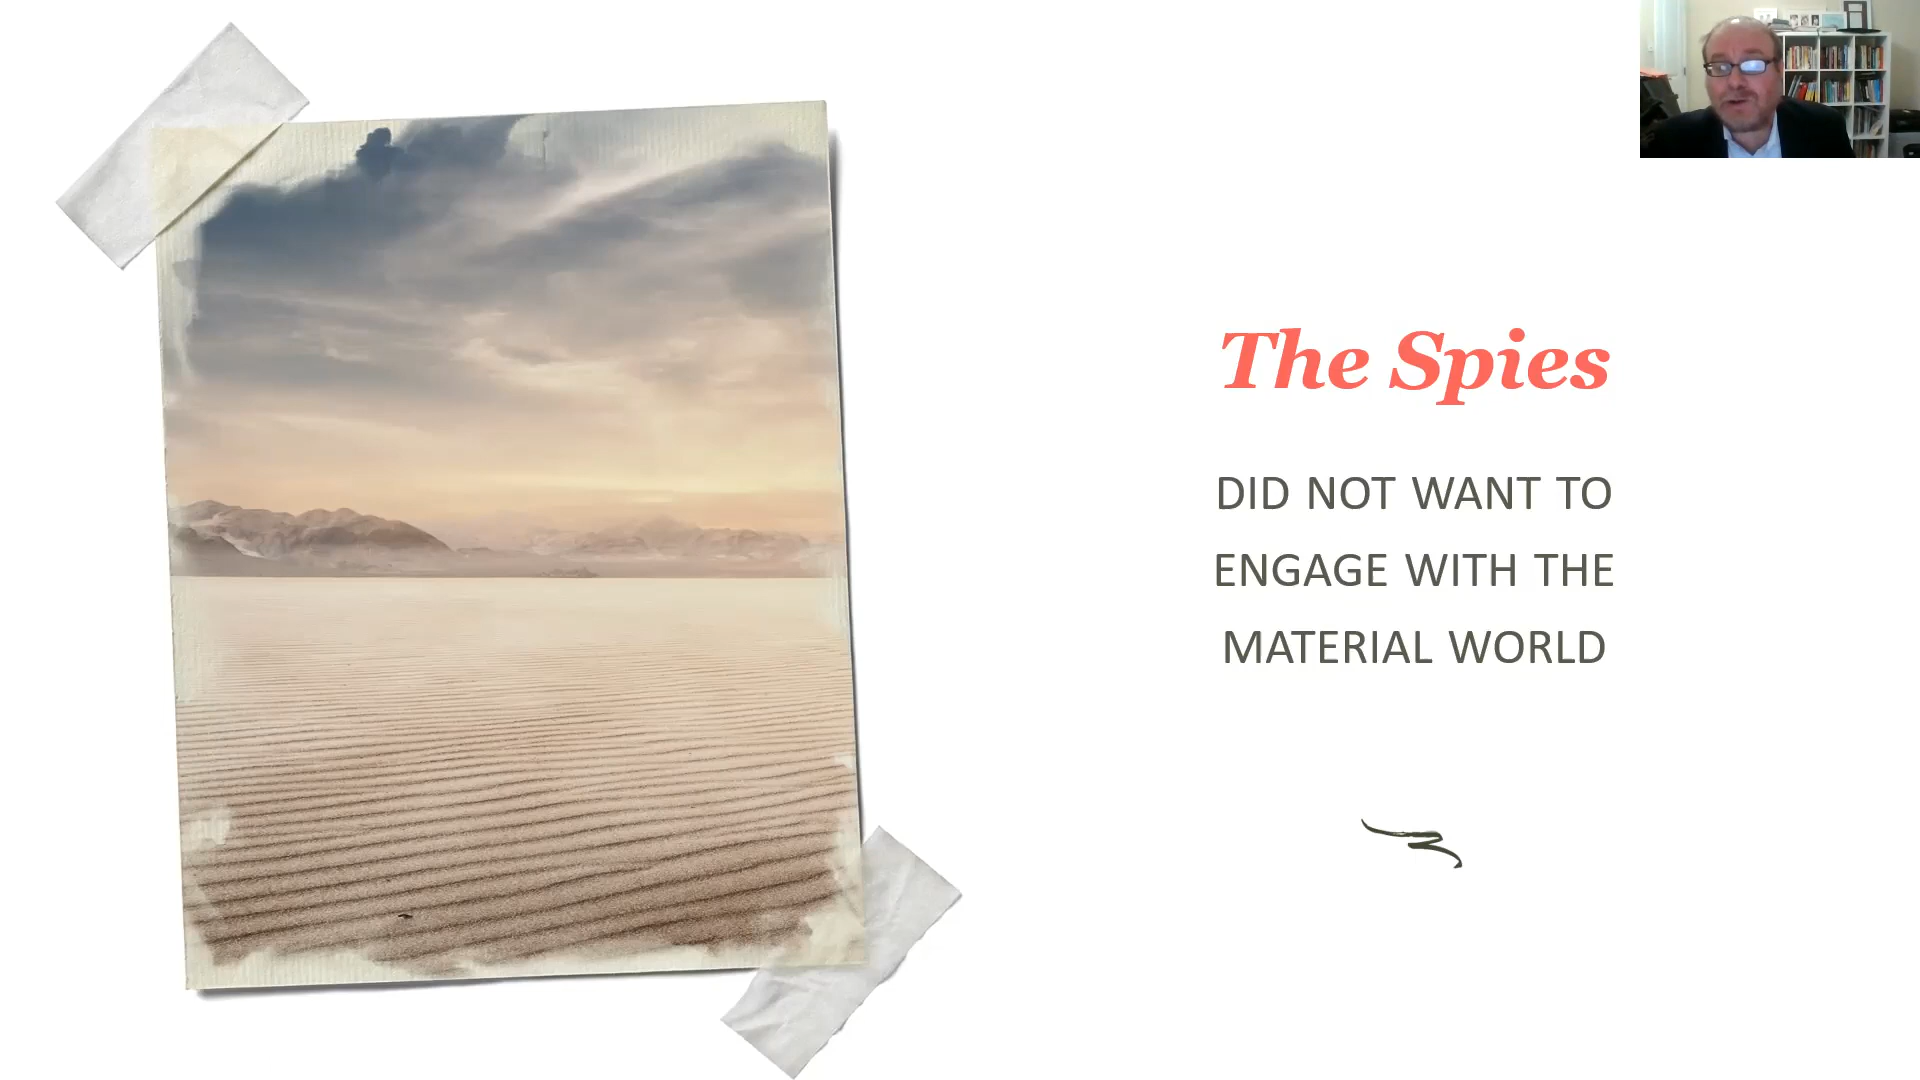 The Spies
DID NOT WANT TO
ENGAGE WITH THE
MATERIAL WORLD